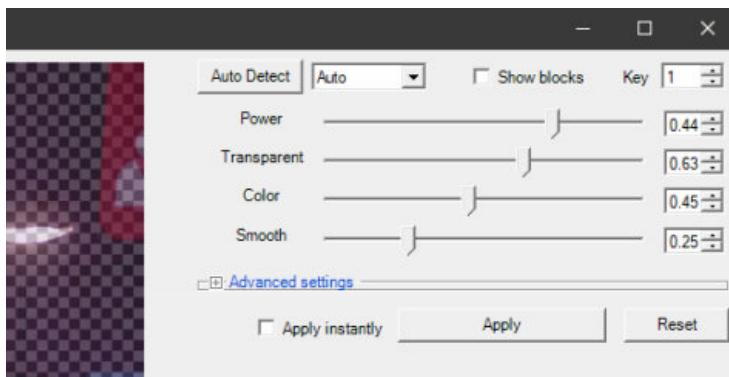 Auto Detect Auto Show blocks Key 1
Power 0.44
Transparent 0.63
Color 0.45
Smooth 0.25
Advanced settings
Apply instantly Apply Reset